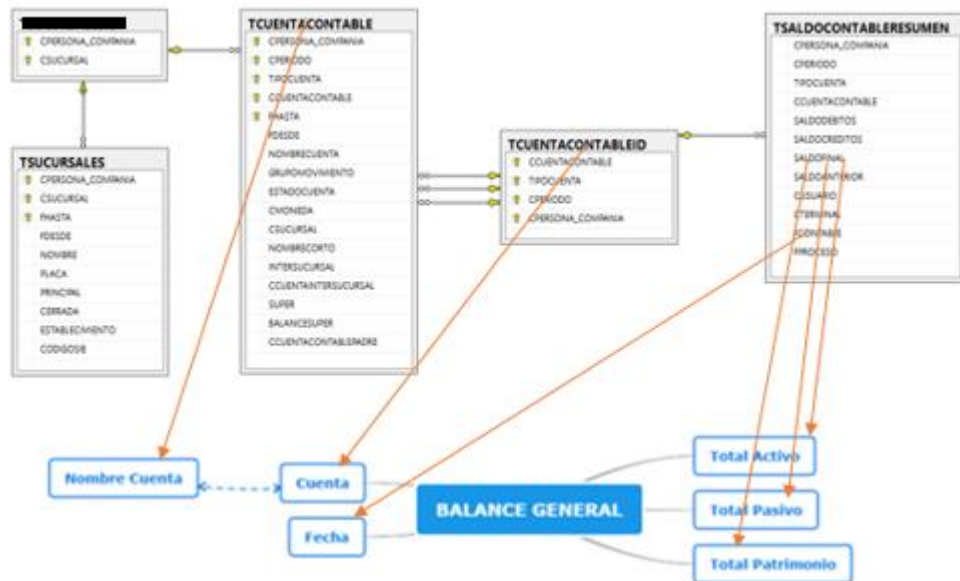 CPERSONA_COMPANIA
CSUCURSAL
TSUCURSALES
CPERSONA_COMPANIA
CSUCURSAL
FHASTA
FDESDE
NOMBRE
PLACA
PRINCIPAL
CERRADA
ESTABLECIMIENTO
CODIGOSIB
TCUENTACONTABLE
CPERSONA_COMPANIA
CPERIODO
TIPOCUENTA
CCUENTACONTABLE
FHASTA
FDESDE
NOMBRECUENTA
GRUPOMOVIMIENTO
ESTADOCUENTA
CMONEDA
CSUCURSAL
NOMBRECORTO
INTERSUCURSAL
CCUENTAINTERSUCURSAL
SUPER
BALANCESUPER
CCUENTACONTABLEPADRE
TCUENTACONTABLEID
CCUENTACONTABLE
TIPOCUENTA
CPERIODO
CPERSONA_COMPANIA
TSALDOCONTABLERESUMEN
CPERSONA_COMPANIA
CPERIODO
TIPOCUENTA
CCUENTACONTABLE
SALDODEBITOS
SALDOCREDITOS
SALDOFINAL
SALDOANTERIOR
CUSUARIO
CTERMINAL
FCONTABLE
FPROCESO
Nombre Cuenta
Cuenta
Fecha
BALANCE GENERAL
Total Activo
Total Pasivo
Total Patrimonio